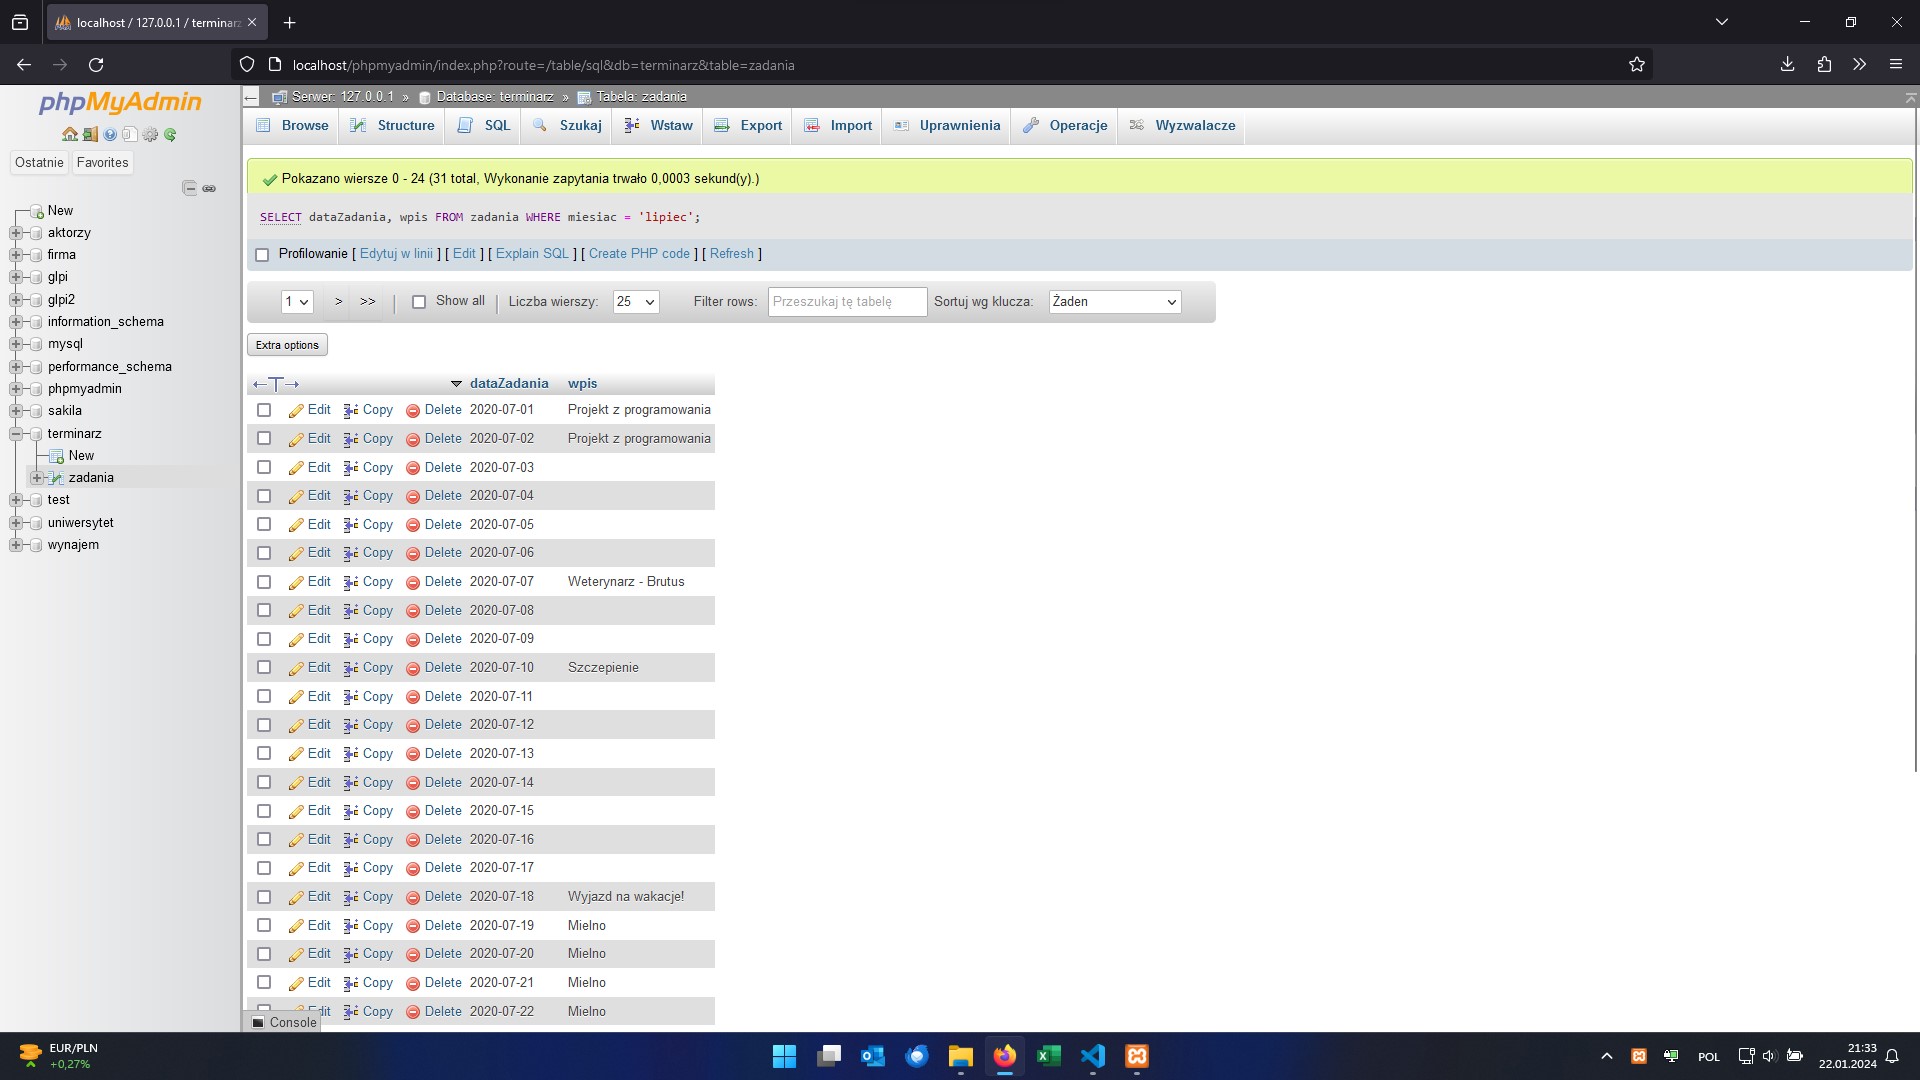 localhost / 127.0.0.1 / terminarz
localhost/phpmyadmin/index.php?route=/table/sql&db=terminarz&table=zadania
phpMyAdmin
Ostatnie Favorites
New
aktorzy
firma
glpi
glpi2
information_schema
mysql
performance_schema
phpmyadmin
sakila
terminarz
New
zadania
test
uniwersytet
wynajem
Serwer: 127.0.0.1 » Database: terminarz » Tabela: zadania
Browse Structure SQL Szukaj Wstaw Export Import Uprawnienia Operacje Wyzwalacze
Pokazano wiersze 0 - 24 (31 total, Wykonanie zapytania trwało 0,0003 sekund(y).)
SELECT dataZadania, wpis FROM zadania WHERE miesiac = 'lipiec';
Profilowanie [ Edytuj w linii ] [ Edit ] [ Explain SQL ] [ Create PHP code ] [ Refresh ]
1 > >> | Show all | Liczba wierszy: 25 Filter rows: Przeszukaj tę tabelę Sortuj wg klucza: Żaden
Extra options
←T→ dataZadania wpis
Edit Copy Delete 2020-07-01 Projekt z programowania
Edit Copy Delete 2020-07-02 Projekt z programowania
Edit Copy Delete 2020-07-03
Edit Copy Delete 2020-07-04
Edit Copy Delete 2020-07-05
Edit Copy Delete 2020-07-06
Edit Copy Delete 2020-07-07 Weterynarz - Brutus
Edit Copy Delete 2020-07-08
Edit Copy Delete 2020-07-09
Edit Copy Delete 2020-07-10 Szczepienie
Edit Copy Delete 2020-07-11
Edit Copy Delete 2020-07-12
Edit Copy Delete 2020-07-13
Edit Copy Delete 2020-07-14
Edit Copy Delete 2020-07-15
Edit Copy Delete 2020-07-16
Edit Copy Delete 2020-07-17
Edit Copy Delete 2020-07-18 Wyjazd na wakacje!
Edit Copy Delete 2020-07-19 Mielno
Edit Copy Delete 2020-07-20 Mielno
Edit Copy Delete 2020-07-21 Mielno
Edit Copy Delete 2020-07-22 Mielno
Console
EUR/PLN
+0,27%
POL
21:33
22.01.2024